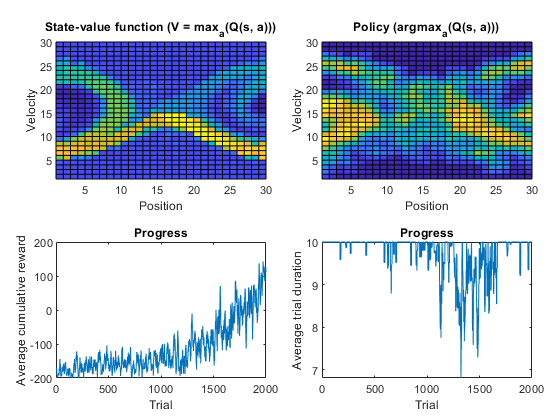 State-value function (V = maxa(Q(s, a)))
Policy (argmaxa(Q(s, a)))
30
25
20
15
10
5
Velocity
5 10 15 20 25 30
Position
30
25
20
15
10
5
Velocity
5 10 15 20 25 30
Position
Progress
200
100
0
-100
-200
Average cumulative reward
0 500 1000 1500 2000
Trial
Progress
10
9
8
7
Average trial duration
0 500 1000 1500 2000
Trial